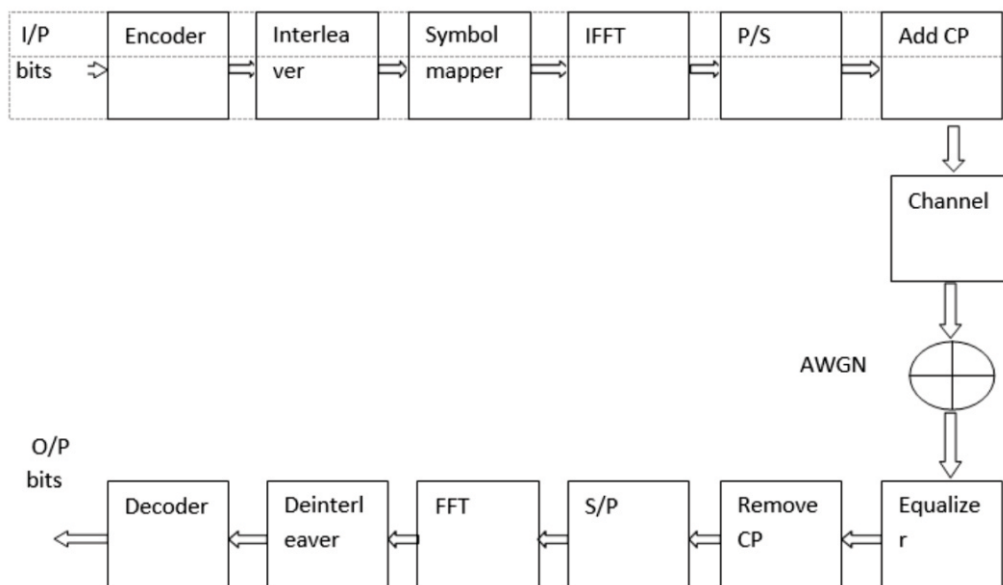 I/P
bits
Encoder
Interlea
ver
Symbol
mapper
IFFT
P/S
Add CP
Channel
AWGN
Equalize
r
Remove
CP
S/P
FFT
Deinterl
eaver
Decoder
O/P
bits